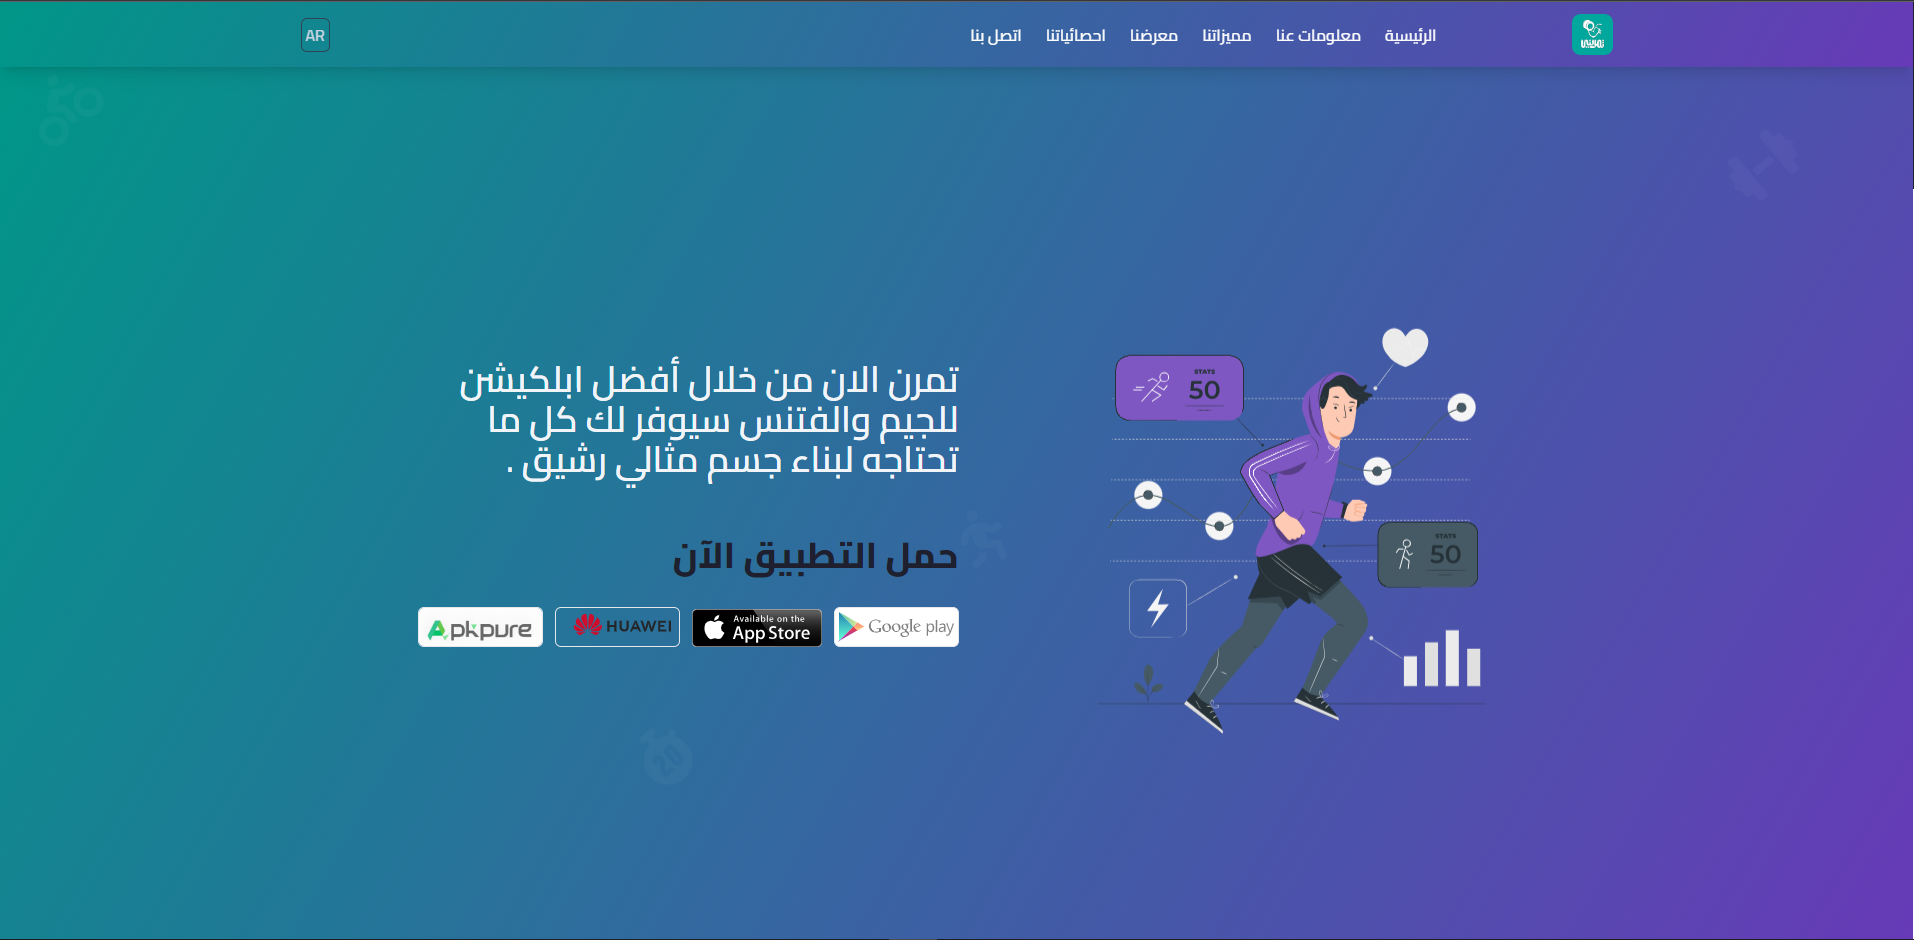 الرئيسية
معلومات عنا
مميزاتنا
معرضنا
احصائياتنا
اتصل بنا
AR
STATS
50
تمرن الان من خلال أفضل ابلكيشن
للجيم والفتنس سيوفر لك كل ما
تحتاجه لبناء جسم مثالي رشيق .
STATS
50
حمل التطبيق الآن
Google play
Available on the
App Store
HUAWEI
Apkpure
20